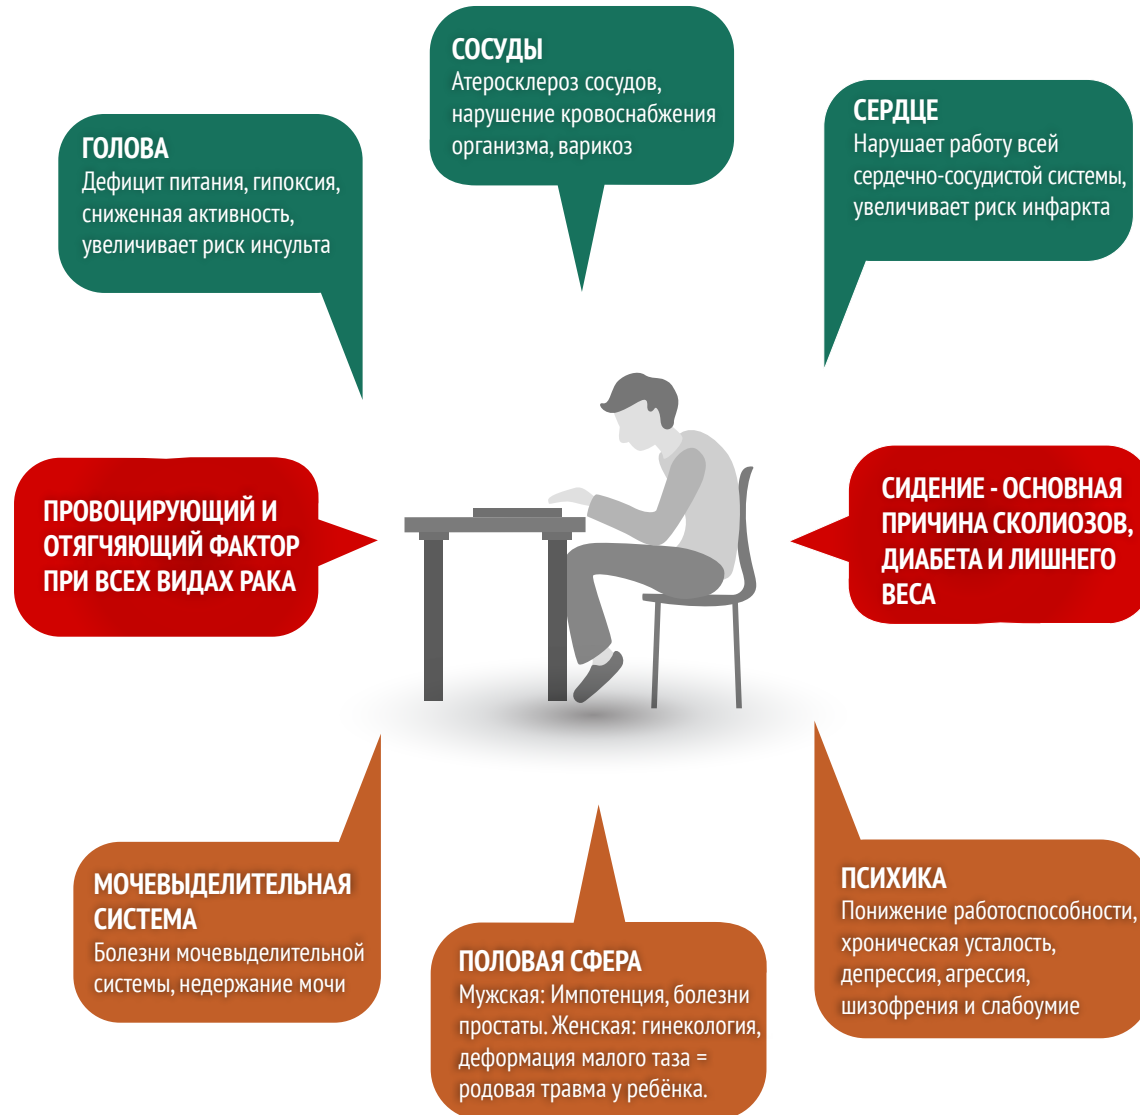 СОСУДЫ
Атеросклероз сосудов,
нарушение кровоснабжения
организма, варикоз
ГОЛОВА
Дефицит питания, гипоксия,
сниженная активность,
увеличивает риск инсульта
СЕРДЦЕ
Нарушает работу всей
сердечно-сосудистой системы,
увеличивает риск инфаркта
ПРОВОЦИРУЮЩИЙ И
ОТЯГЧЯЮЩИЙ ФАКТОР
ПРИ ВСЕХ ВИДАХ РАКА
СИДЕНИЕ - ОСНОВНАЯ
ПРИЧИНА СКОЛИОЗОВ,
ДИАБЕТА И ЛИШНЕГО
ВЕСА
МОЧЕВЫДЕЛИТЕЛЬНАЯ
СИСТЕМА
Болезни мочевыделительной
системы, недержание мочи
ПОЛОВАЯ СФЕРА
Мужская: Импотенция, болезни
простаты. Женская: гинекология,
деформация малого таза =
родовая травма у ребёнка.
ПСИХИКА
Понижение работоспособности,
хроническая усталость,
депрессия, агрессия,
шизофрения и слабоумие